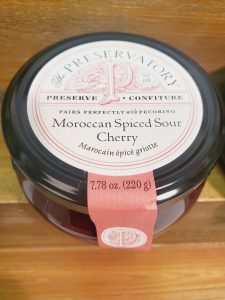 The PRESERVATORY
P
PRESERVE • CONFITURE
PAIRS PERFECTLY with PECORINO
Moroccan Spiced Sour
Cherry
Marocain épicé griotte
7.78 oz. (220 g)
P